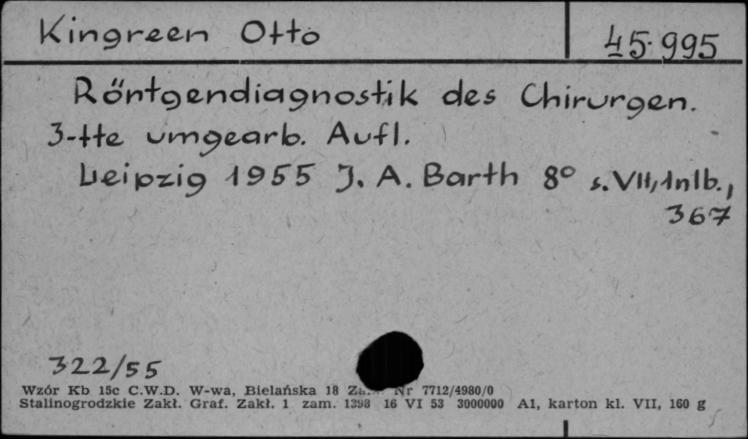 Kingreen Otto
45.995
Röntgendiagnostik des Chirurgen.
3-tte umgearb. Aufl.
Leipzig 1955 J. A. Barth 8° s. VII, 1nlb.,
367
322/55
Wzór Kb 15c C.W.D. W-wa, Bielańska 18 Nr 7712/4980/0
Stalinogrodzkie Zakł. Graf. Zakł. 1 zam. 1398 16 VI 53 3000000 A1, karton kl. VII, 160 g